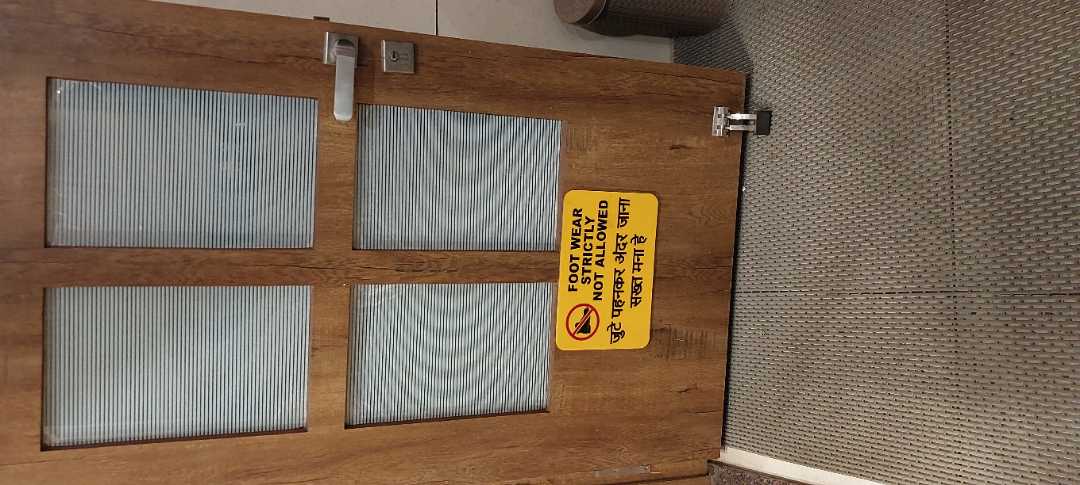 FOOT WEAR
STRICTLY
NOT ALLOWED
जुटे पहनकर अंदर जाना
सख्त मना है